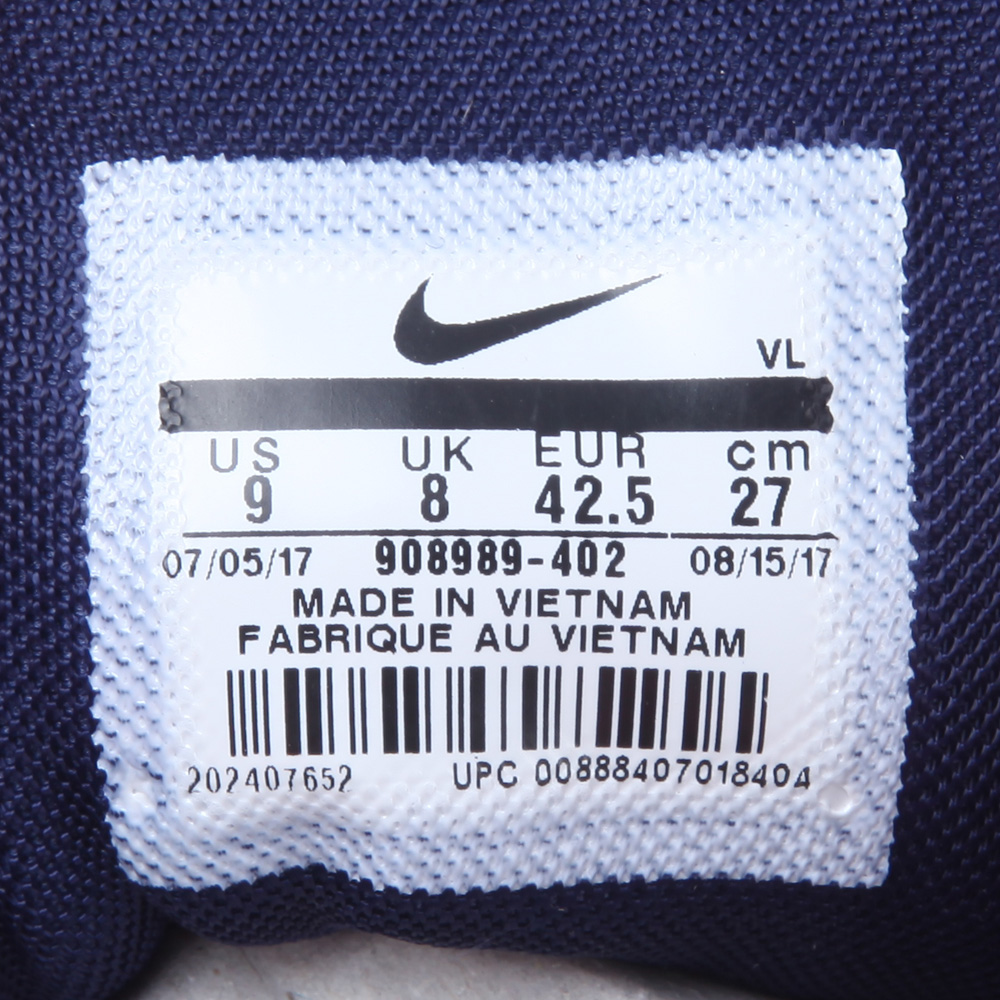 VL
US UK EUR cm
9 8 42.5 27
07/05/17 908989-402 08/15/17
MADE IN VIETNAM
FABRIQUE AU VIETNAM
202407652 UPC 00888407018404